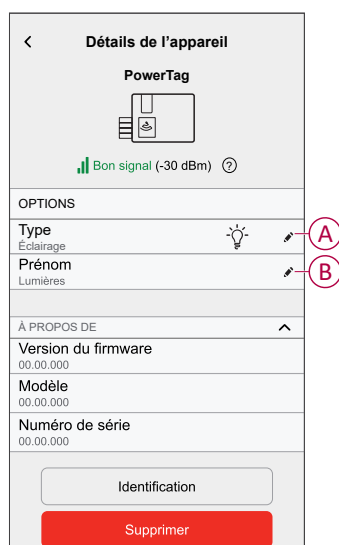 Détails de l'appareil
PowerTag
Bon signal (-30 dBm) ?
OPTIONS
Type
Éclairage
A
Prénom
Lumières
B
À PROPOS DE
Version du firmware
00.00.000
Modèle
00.00.000
Numéro de série
00.00.000
Identification
Supprimer